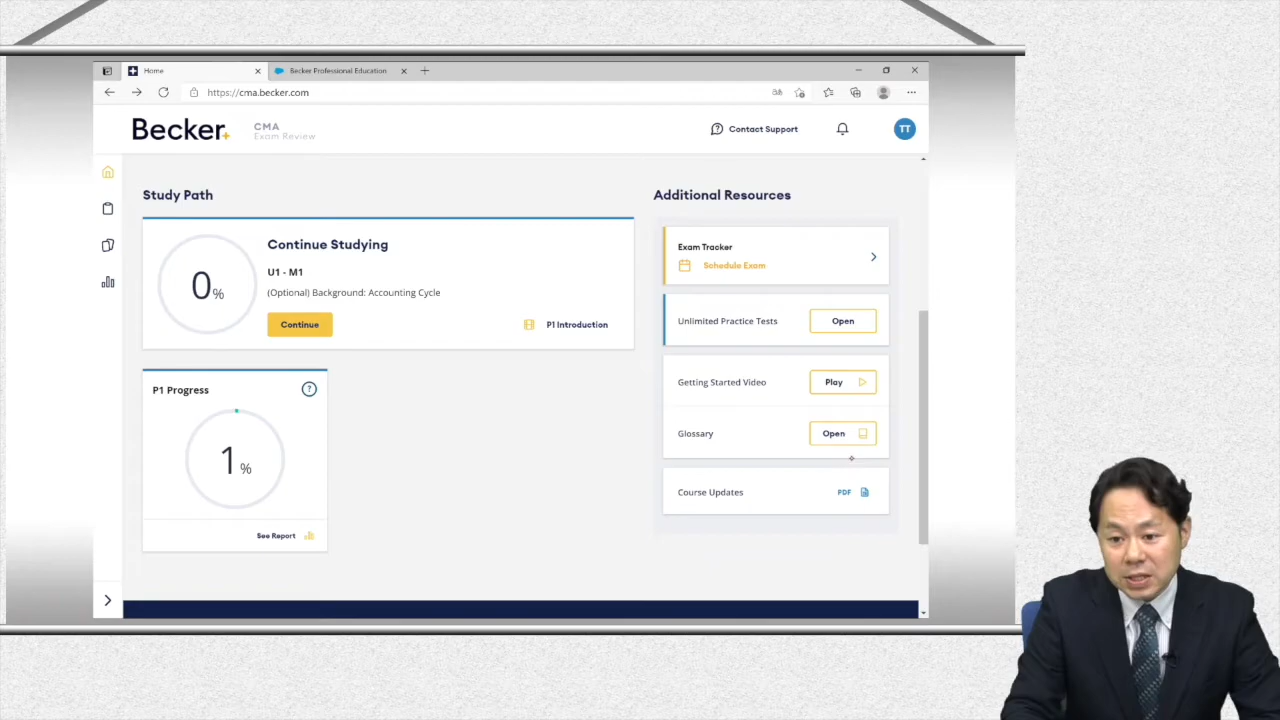 Home
Becker Professional Education
https://cma.becker.com
Becker
CMA
Exam Review
Contact Support
TT
Study Path
0%
Continue Studying
U1 - M1
(Optional) Background: Accounting Cycle
Continue
P1 Introduction
P1 Progress
?
1%
See Report
Additional Resources
Exam Tracker
Schedule Exam
Unlimited Practice Tests
Open
Getting Started Video
Play
Glossary
Open
Course Updates
PDF